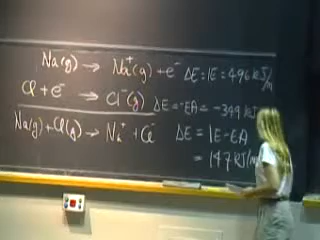 Na(g) → Na⁺(g) + e⁻ ΔE = IE = 496 kJ/m
Cl + e⁻ → Cl⁻(g) ΔE = -EA = -349 kJ
Na(g) + Cl(g) → Na⁺ + Cl⁻ ΔE = IE - EA
= 147 kJ/m